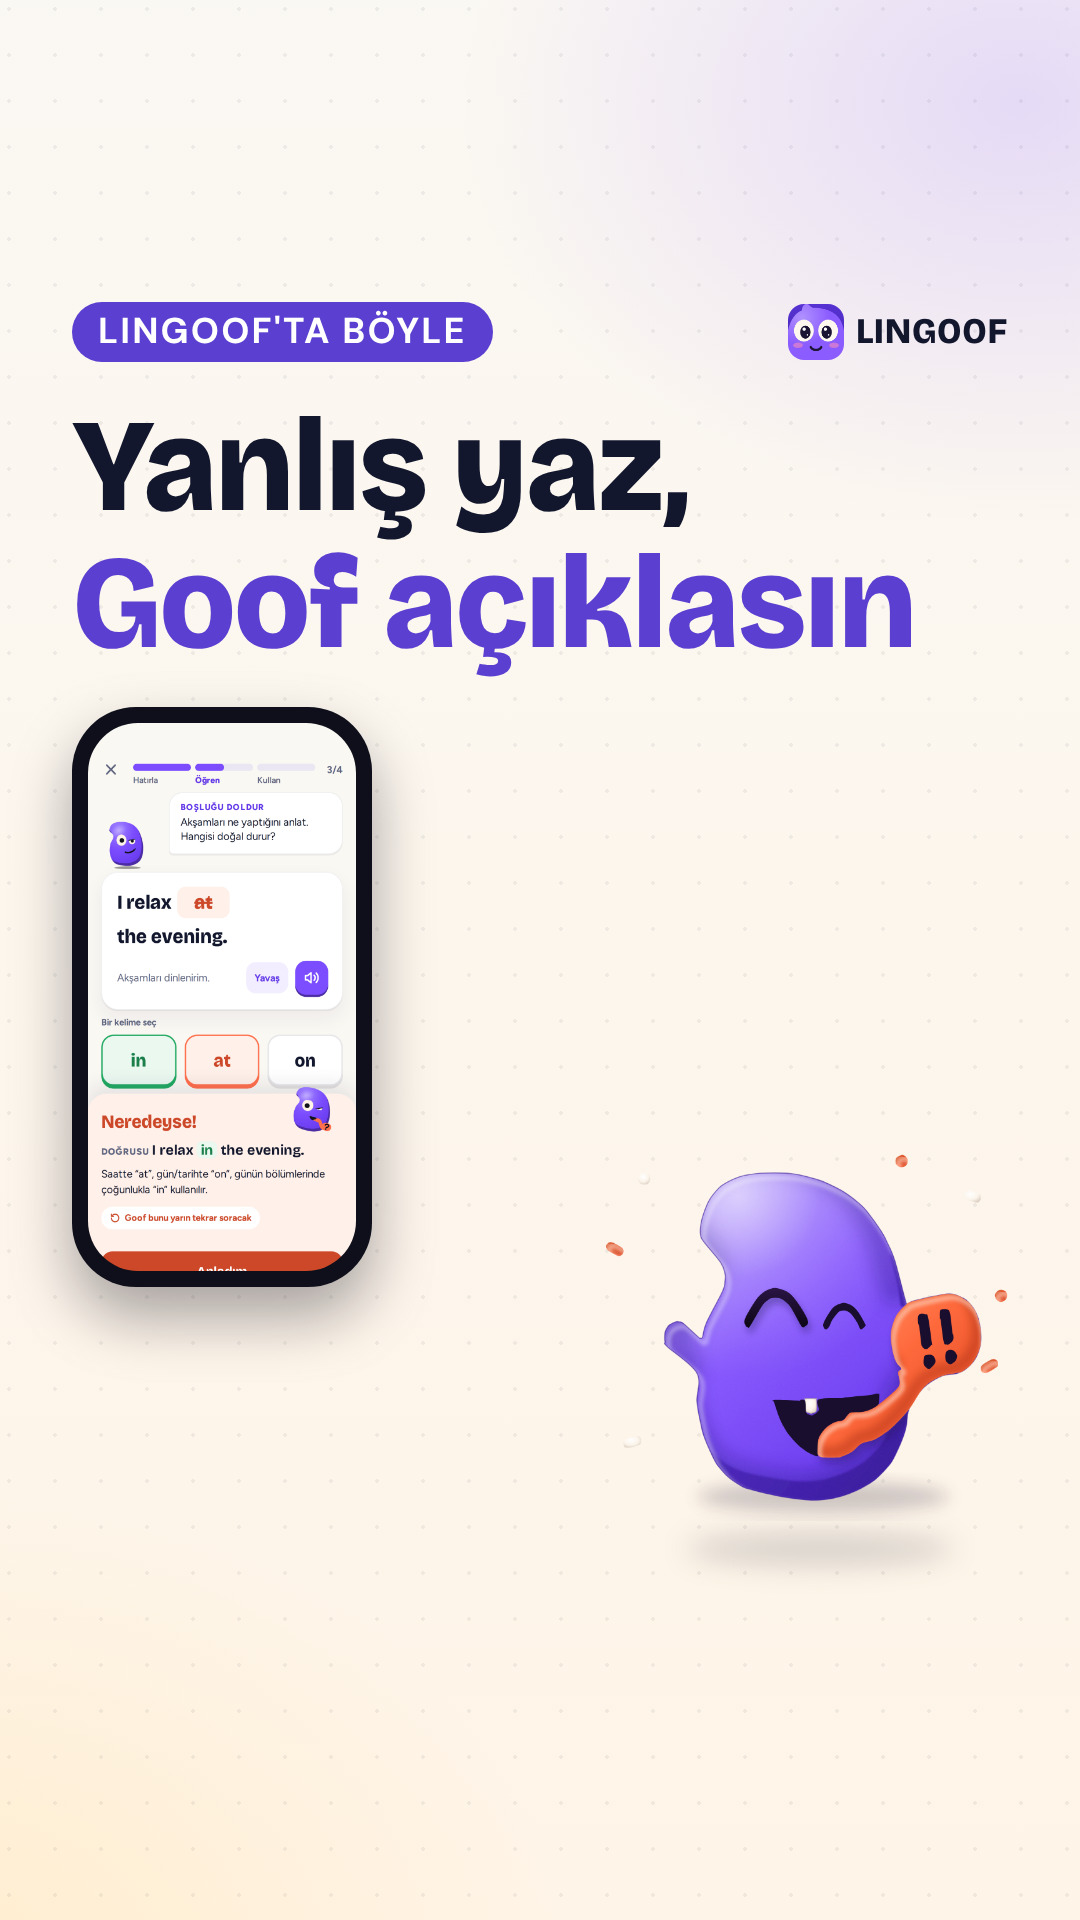 LINGOOF'TA BÖYLE
LINGOOF
Yanlış yaz,
Goof açıklasın
Hatırla
Öğren
Kullan
3/4
BOŞLUĞU DOLDUR
Akşamları ne yaptığını anlat.
Hangisi doğal durur?
I relax at
the evening.
Akşamları dinlenirim.
Yavaş
Bir kelime seç
in
at
on
Neredeyse!
DOĞRUSU I relax in the evening.
Saatte “at”, gün/tarihte “on”, günün bölümlerinde
çoğunlukla “in” kullanılır.
Goof bunu yarın tekrar soracak
Anladım
!!